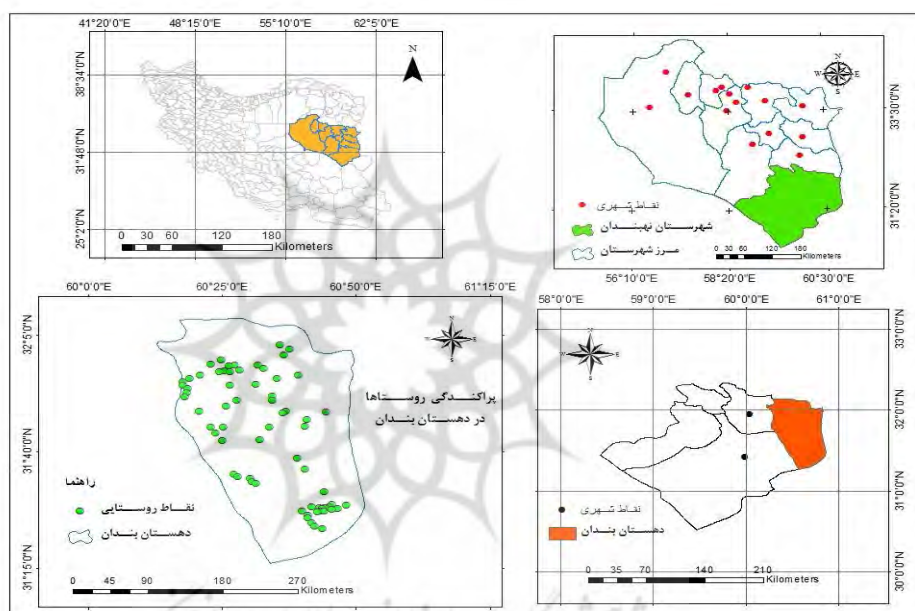 41°20'0"E 48°15'0"E 55°10'0"E 62°5'0"E
38°34'0"N
31°48'0"N
25°2'0"N
N
0 30 60 120 180
Kilometers
33°30'0"N
31°20'0"N
N
W E
S
نقاط شهری
شهرستان نهبندان
مرز شهرستان
0 30 60 120 180
Kilometers
56°10'0"E 58°20'0"E 60°30'0"E
60°0'0"E 60°25'0"E 60°50'0"E 61°15'0"E
32°5'0"N
31°40'0"N
31°15'0"N
N
W E
S
پراکندگی روستاها
در دهستان بندان
راهنما
نقاط روستایی
دهستان بندان
0 45 90 180 270
Kilometers
58°0'0"E 59°0'0"E 60°0'0"E 61°0'0"E
33°0'0"N
32°0'0"N
31°0'0"N
30°0'0"N
N
W E
S
نقاط شهری
دهستان بندان
0 35 70 140 210
Kilometers